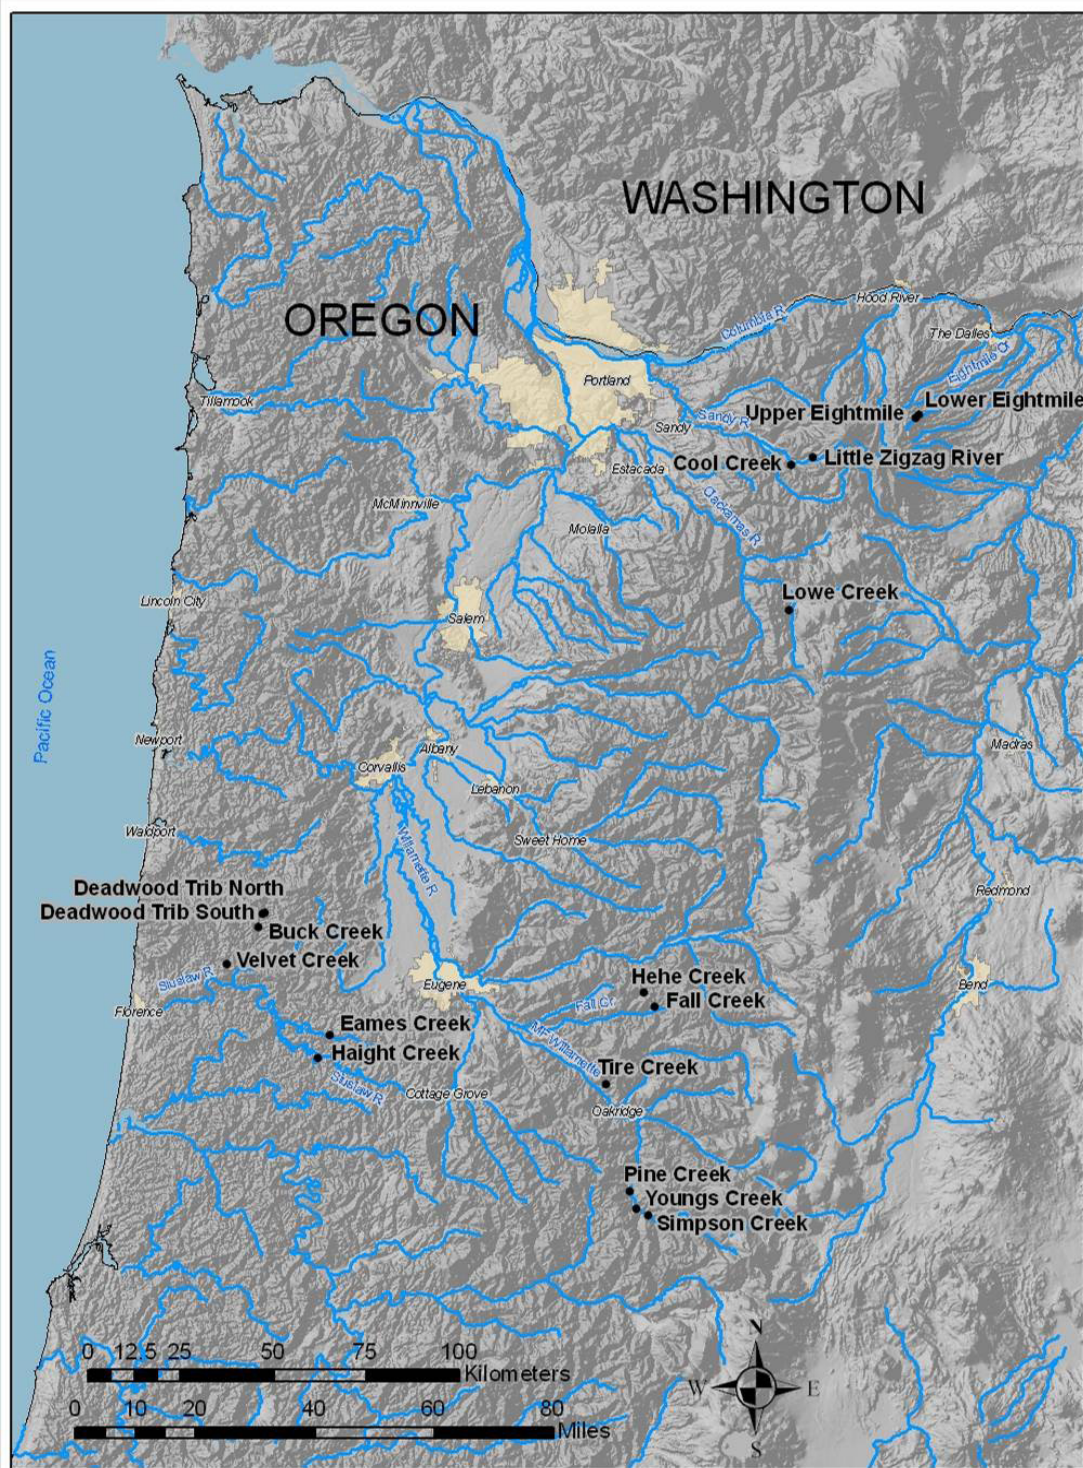 WASHINGTON
OREGON
Hood River
Columbia R
The Dalles
Eightmile Cr
Portland
Tillamook
Lower Eightmile
Upper Eightmile
Sandy R
Sandy
Little Zigzag River
Cool Creek
Estacada
McMinnville
Clackamas R
Molalla
Lowe Creek
Lincoln City
Salem
Pacific Ocean
Newport
Albany
Madras
Corvallis
Lebanon
Waldport
Sweet Home
Willamette R
Deadwood Trib North
Redmond
Deadwood Trib South
Buck Creek
Velvet Creek
Siuslaw R
Hehe Creek
Eugene
Bend
Fall Creek
Fall Cr
Florence
Eames Creek
MF Willamette
Haight Creek
Tire Creek
Siuslaw R
Cottage Grove
Oakridge
Pine Creek
Youngs Creek
Simpson Creek
N
W E
S
0 12.5 25 50 75 100
Kilometers
0 10 20 40 60 80
Miles